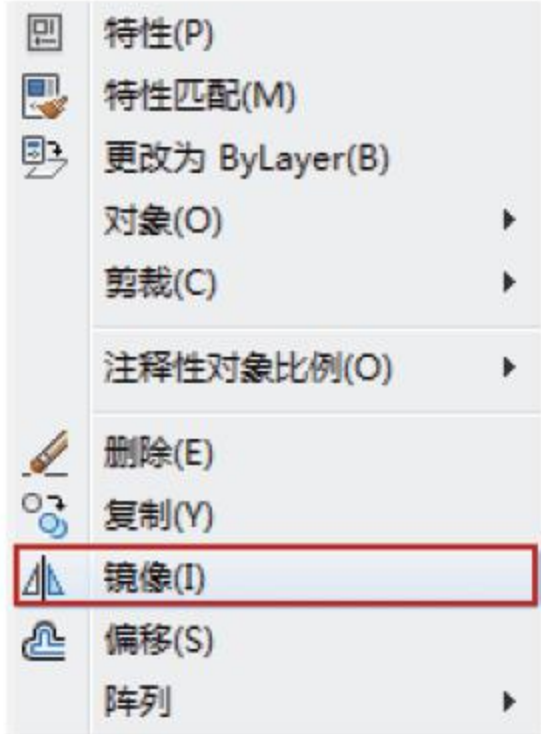 特性(P)
特性匹配(M)
更改为 ByLayer(B)
对象(O)
剪裁(C)
注释性对象比例(O)
删除(E)
复制(Y)
镜像(I)
偏移(S)
阵列